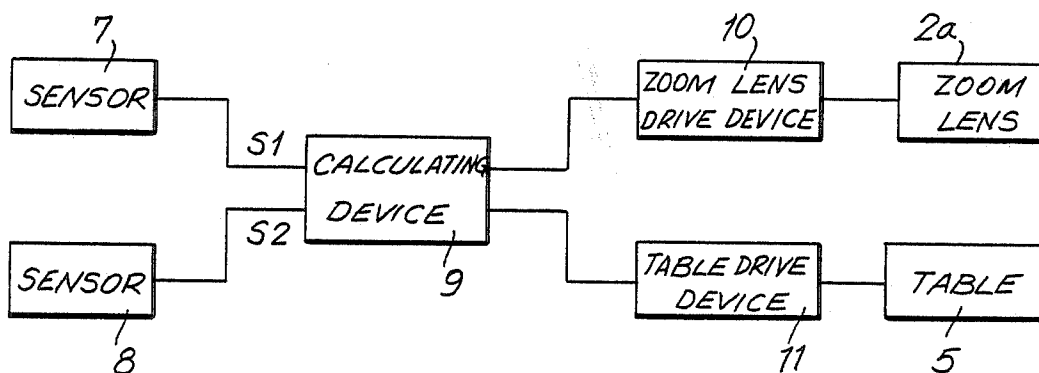 7
SENSOR
S1
S2
SENSOR
8
CALCULATING
DEVICE
9
10
ZOOM LENS
DRIVE DEVICE
2a
ZOOM
LENS
TABLE DRIVE
DEVICE
11
TABLE
5